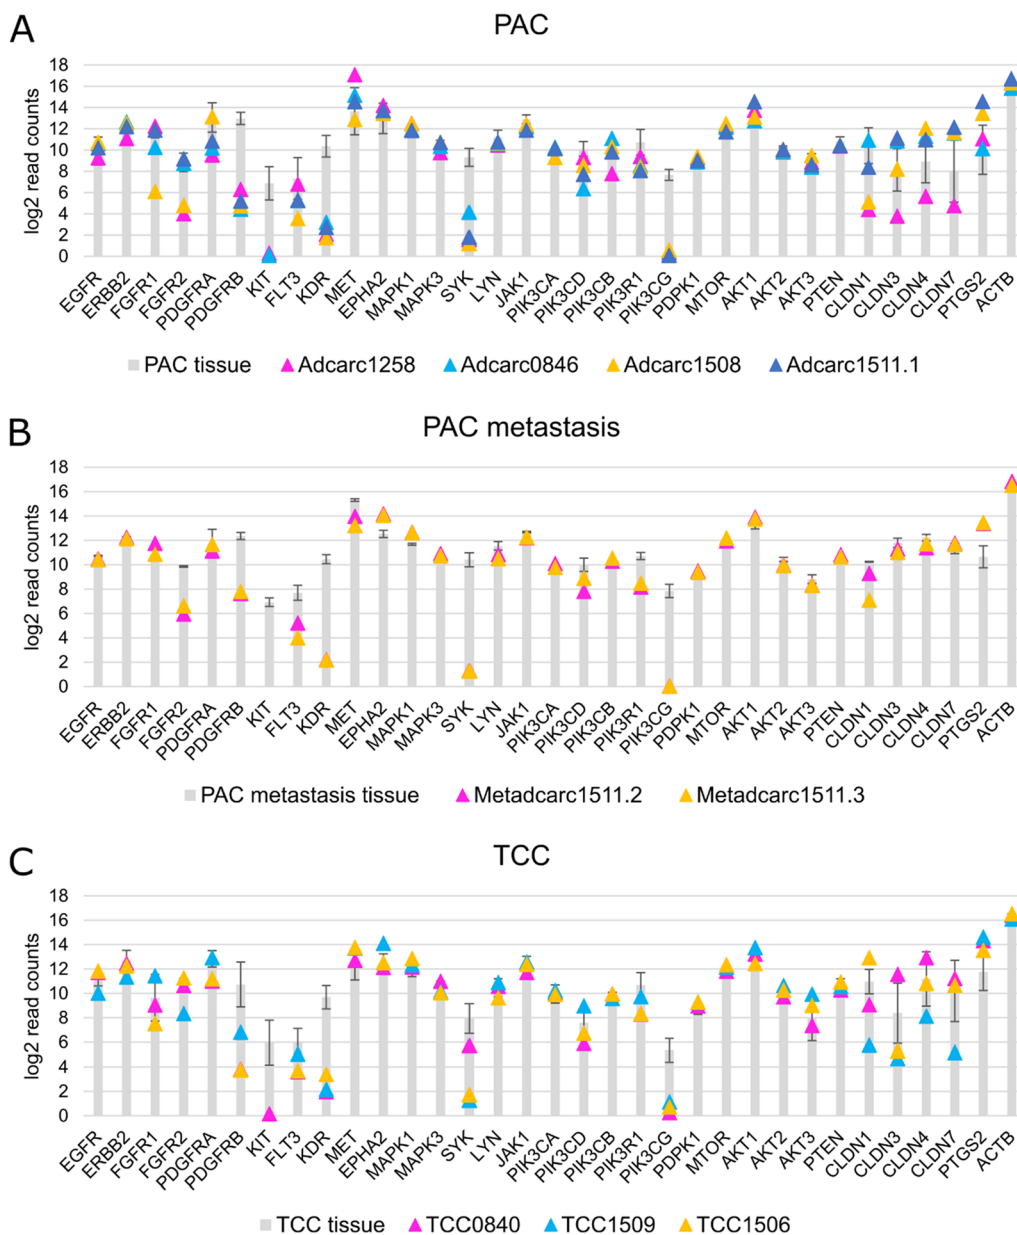 A
PAC
log2 read counts
18
16
14
12
10
8
6
4
2
0
EGFR ERBB2 FGFR1 FGFR2 PDGFRA PDGFRB KIT FLT3 KDR MET EPHA2 MAPK1 MAPK3 SYK LYN JAK1 PIK3CA PIK3CD PIK3CB PIK3R1 PIK3CG PDPK1 MTOR AKT1 AKT2 AKT3 PTEN CLDN1 CLDN3 CLDN4 CLDN7 PTGS2 ACTB
PAC tissue Adcarc1258 Adcarc0846 Adcarc1508 Adcarc1511.1
B
PAC metastasis
log2 read counts
18
16
14
12
10
8
6
4
2
0
EGFR ERBB2 FGFR1 FGFR2 PDGFRA PDGFRB KIT FLT3 KDR MET EPHA2 MAPK1 MAPK3 SYK LYN JAK1 PIK3CA PIK3CD PIK3CB PIK3R1 PIK3CG PDPK1 MTOR AKT1 AKT2 AKT3 PTEN CLDN1 CLDN3 CLDN4 CLDN7 PTGS2 ACTB
PAC metastasis tissue Metadcarc1511.2 Metadcarc1511.3
C
TCC
log2 read counts
18
16
14
12
10
8
6
4
2
0
EGFR ERBB2 FGFR1 FGFR2 PDGFRA PDGFRB KIT FLT3 KDR MET EPHA2 MAPK1 MAPK3 SYK LYN JAK1 PIK3CA PIK3CD PIK3CB PIK3R1 PIK3CG PDPK1 MTOR AKT1 AKT2 AKT3 PTEN CLDN1 CLDN3 CLDN4 CLDN7 PTGS2 ACTB
TCC tissue TCC0840 TCC1509 TCC1506